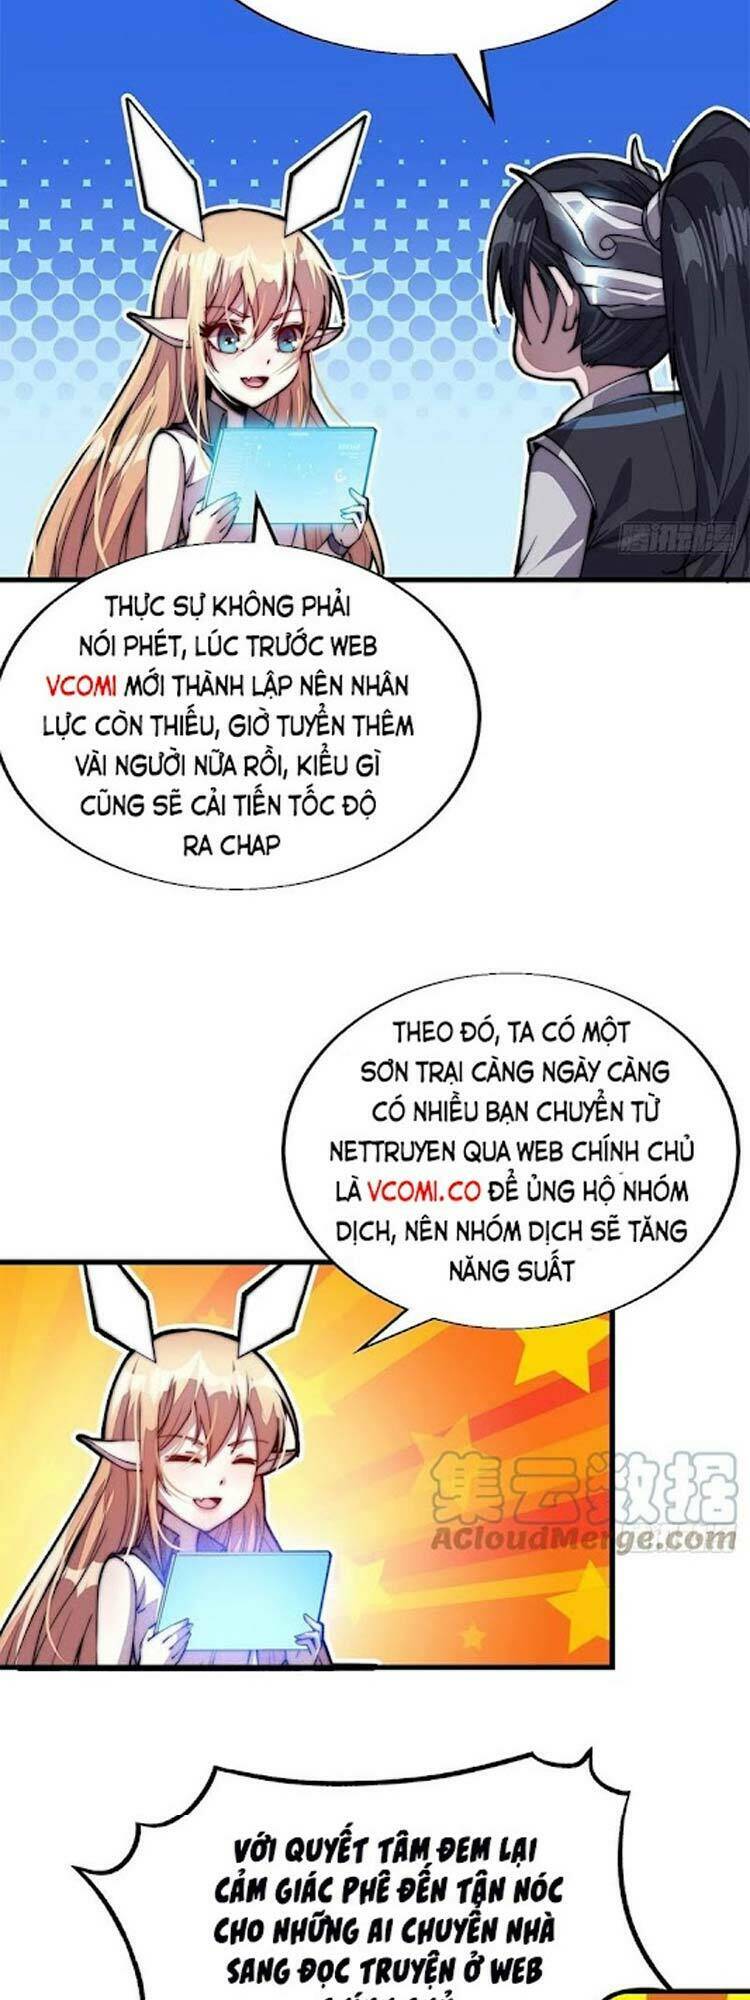 腾讯动漫
THỰC SỰ KHÔNG PHẢI
NÓI PHÉT, LÚC TRƯỚC WEB
VCOMI MỚI THÀNH LẬP NÊN NHÂN
LỰC CÒN THIẾU, GIỜ TUYỂN THÊM
VÀI NGƯỜI NỮA RỒI, KIỂU GÌ
CŨNG SẼ CẢI TIẾN TỐC ĐỘ
RA CHAP
THEO ĐÓ, TA CÓ MỘT
SƠN TRẠI CÀNG NGÀY CÀNG
CÓ NHIỀU BẠN CHUYỂN TỪ
NETTRUYEN QUA WEB CHÍNH CHỦ
LÀ VCOMI.CO ĐỂ ỦNG HỘ NHÓM
DỊCH, NÊN NHÓM DỊCH SẼ TĂNG
NĂNG SUẤT
集云数据
ACloudMerge.com
VỚI QUYẾT TÂM ĐEM LẠI
CẢM GIÁC PHÊ ĐẾN TẬN NÓC
CHO NHỮNG AI CHUYỂN NHÀ
SANG ĐỌC TRUYỆN Ở WEB